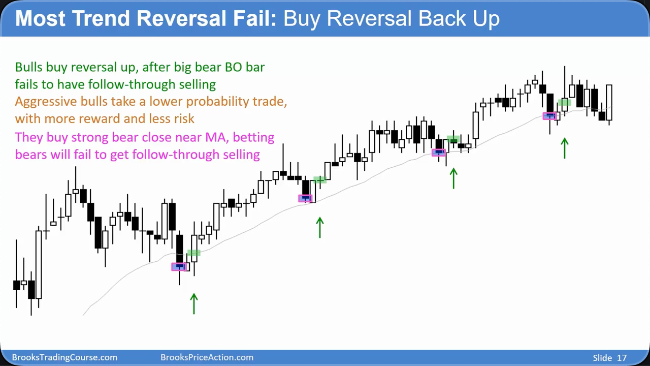 Most Trend Reversal Fail: Buy Reversal Back Up
Bulls buy reversal up, after big bear BO bar
fails to have follow-through selling
Aggressive bulls take a lower probability trade,
with more reward and less risk
They buy strong bear close near MA, betting
bears will fail to get follow-through selling
BrooksTradingCourse.com
BrooksPriceAction.com
Slide 17